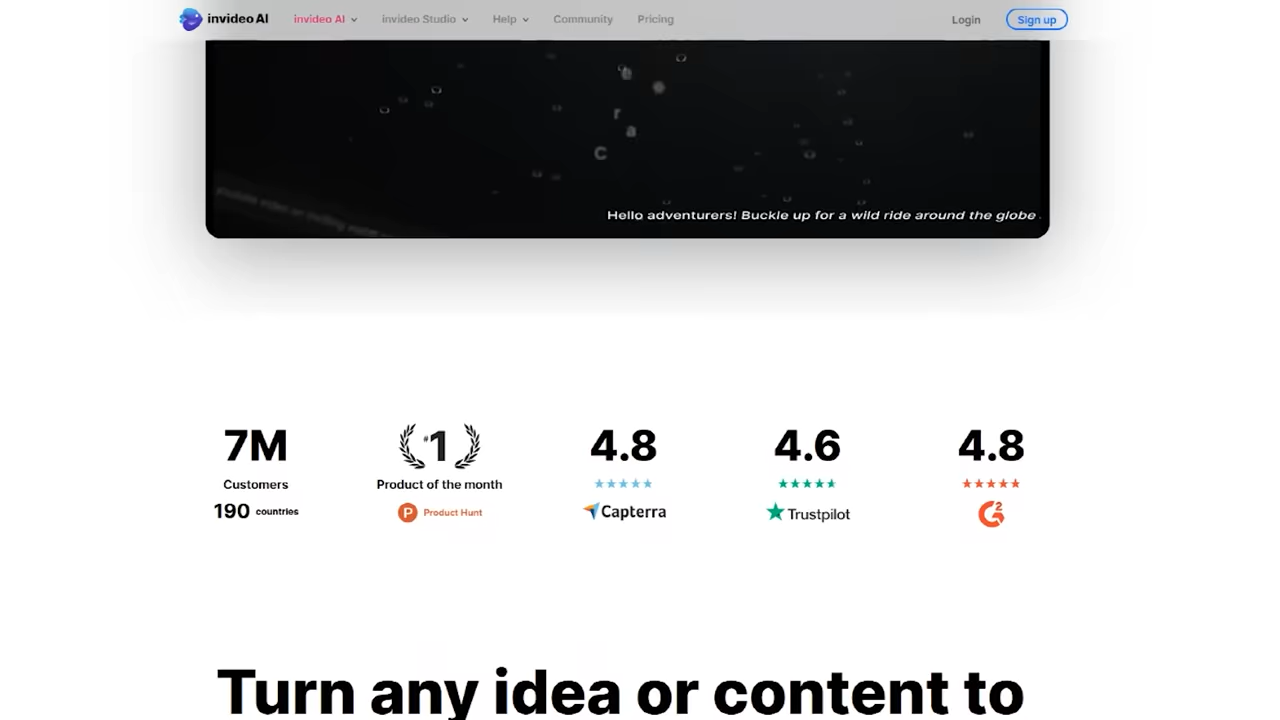 invideo AI invideo AI invideo Studio Help Community Pricing Login Sign up
Hello adventurers! Buckle up for a wild ride around the globe
7M #1 4.8 4.6 4.8
Customers Product of the month
190 countries Product Hunt Capterra Trustpilot G2
Turn any idea or content to